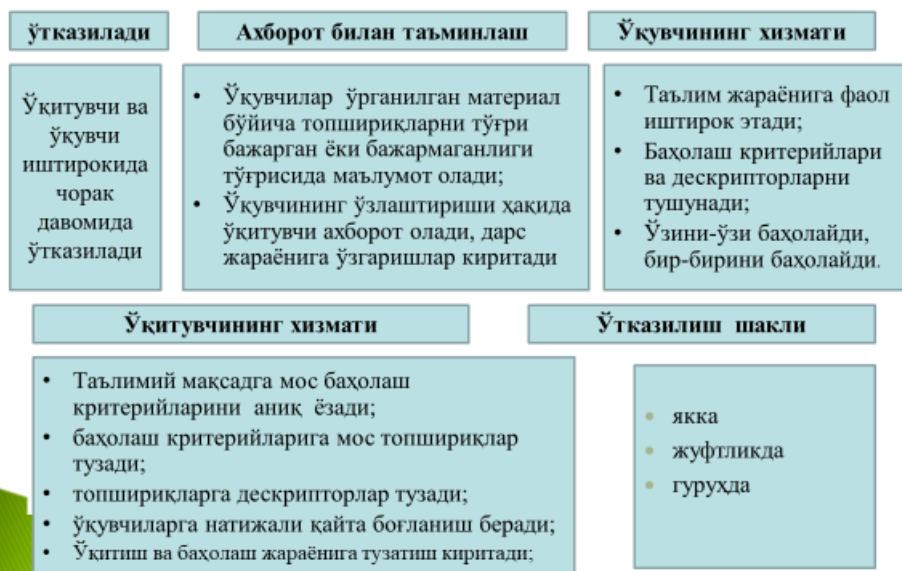 ўтказилади
Ахборот билан таъминлаш
Ўқувчининг хизмати
Ўқитувчи ва
ўқувчи
иштирокида
чорак
давомида
ўтказилади
• Ўқувчилар ўрганилган материал
бўйича топшириқларни тўғри
бажарган ёки бажармаганлиги
тўғрисида маълумот олади;
• Ўқувчининг ўзлаштириши ҳақида
ўқитувчи ахборот олади, дарс
жараёнига ўзгаришлар киритади
• Таълим жараёнига фаол
иштирок этади;
• Баҳолаш критерийлари
ва дескрипторларни
тушунади;
• Ўзини-ўзи баҳолайди,
бир-бирини баҳолайди.
Ўқитувчининг хизмати
Ўтказилиш шакли
• Таълимий мақсадга мос баҳолаш
критерийларини аниқ ёзади;
• баҳолаш критерийларига мос топшириқлар
тузади;
• топшириқларга дескрипторлар тузади;
• ўқувчиларга натижали қайта боғланиш беради;
• Ўқитиш ва баҳолаш жараёнига тузатиш киритади;
• якка
• жуфтликда
• гуруҳда